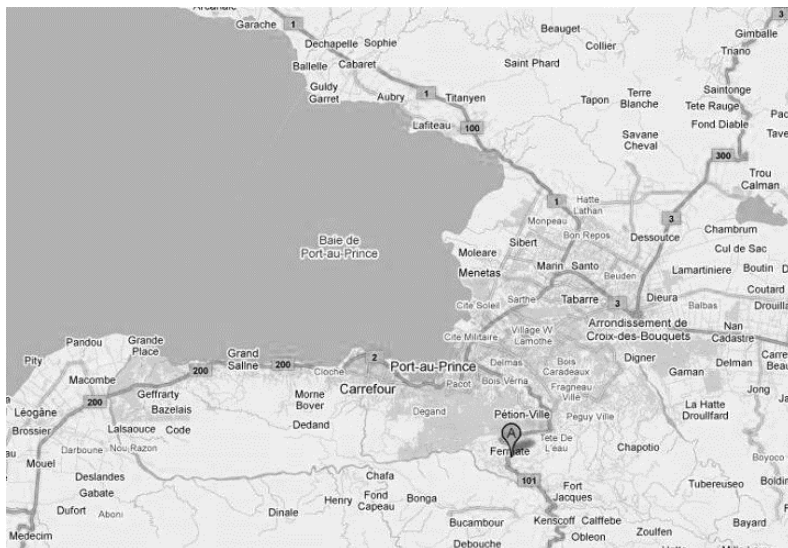 Garache
1
Dechapelle
Sophie
Ballelle
Cabaret
Guldy
Garret
Aubry
1
Titanyen
Lafiteau
100
Beauget
Collier
Saint Phard
Tapon
Terre
Blanche
Savane
Cheval
3
Gimballe
Tnano
Saintonge
Tete Rouge
Fond Diable
300
Trou
Calman
1
Hatte
Lathan
Monpeau
Bon Repos
Sibert
3
Dessource
Chambrum
Cul de Sac
Baie de
Port-au-Prince
Moleare
Menetas
Marin
Santo
Beuden
Lamartiniere
Boutin
Coutard
Cite Soleil
Sarthe
Tabarre
3
Dieura
Balbas
Cite Militaire
Village W
Lamothe
Arrondissement de
Croix-des-Bouquets
Nan
Cadastre
Pandou
Grande
Place
Pity
Macombe
200
Grand
Saline
200
Cloche
2
Port-au-Prince
Delmas
Bois
Caradeaux
Digner
Delman
Geffrarty
Carrefour
Pacot
Bois Verna
Fragneau
Ville
Gaman
Jong
Léogâne
200
Bazelais
Morne
Bover
Degand
Pétion-Ville
Peguy Ville
La Hatte
Droullfard
Brossier
Lalsaouce
Code
Dedand
A
Darboune
Nou Razon
Fermate
Tete De
L'eau
Chapotio
Mouel
Deslandes
Chafa
101
Tubereuseo
Gabate
Henry
Fond
Capeau
Bonga
Fort
Jacques
Dufort
Aboni
Dinale
Bucambour
Kenscoff
Calffebe
Bayard
Medecim
Debouche
Obleon
Zoulfen